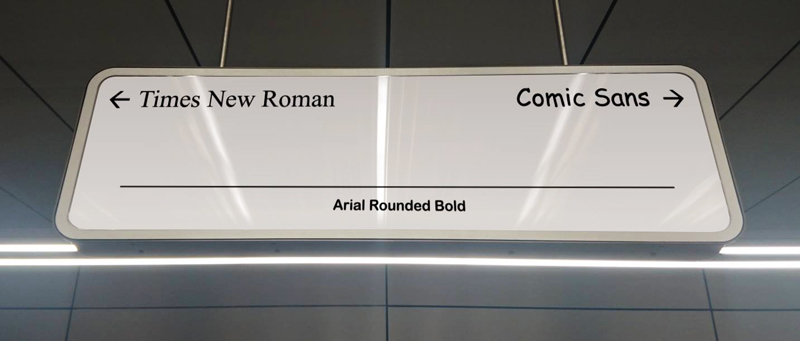 ← Times New Roman
Comic Sans →
Arial Rounded Bold